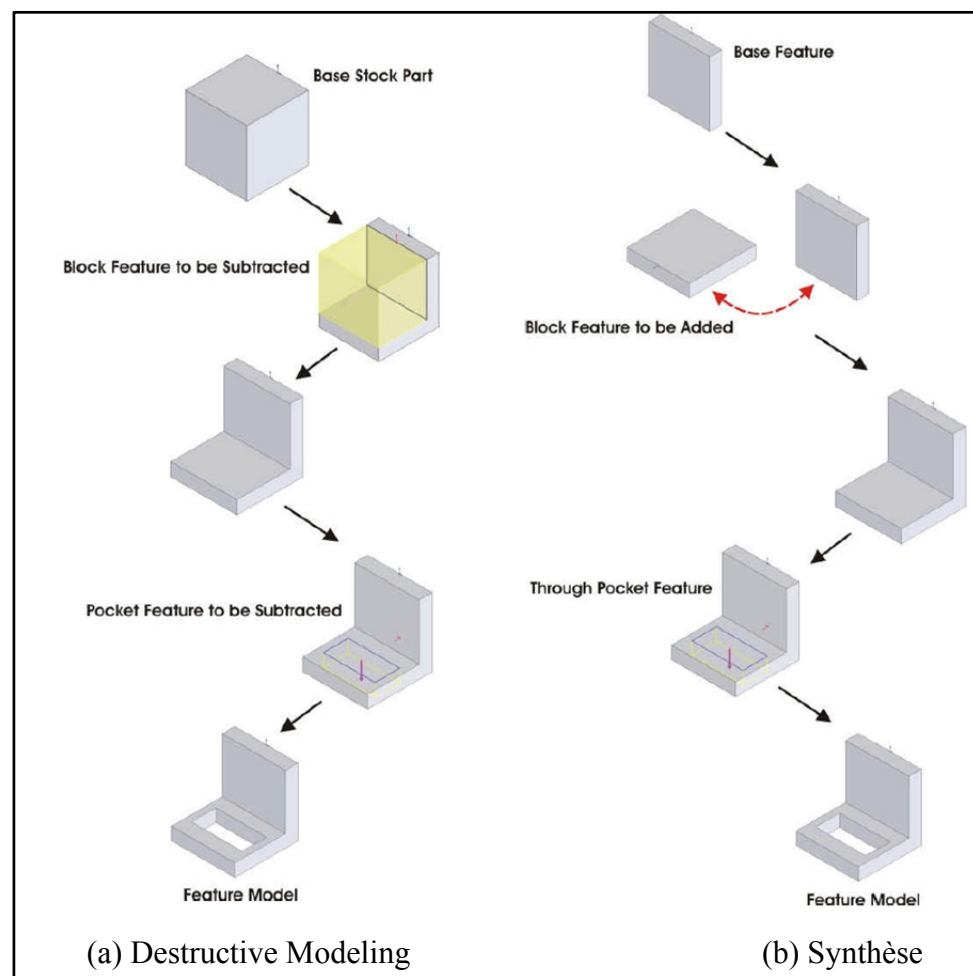 Base Stock Part
Block Feature to be Subtracted
Pocket Feature to be Subtracted
Feature Model
(a) Destructive Modeling
Base Feature
Block Feature to be Added
Through Pocket Feature
Feature Model
(b) Synthèse